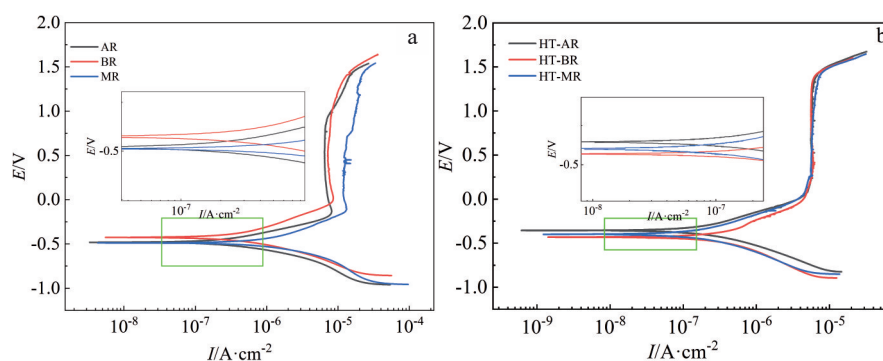 a
2.0
1.5
1.0
0.5
0.0
-0.5
-1.0
E/V
AR
BR
MR
E/V
-0.5
10-7
I/A·cm-2
10-8 10-7 10-6 10-5 10-4
I/A·cm-2
b
2.0
1.5
1.0
0.5
0.0
-0.5
-1.0
E/V
HT-AR
HT-BR
HT-MR
E/V
-0.5
10-8 10-7
I/A·cm-2
10-9 10-8 10-7 10-6 10-5
I/A·cm-2